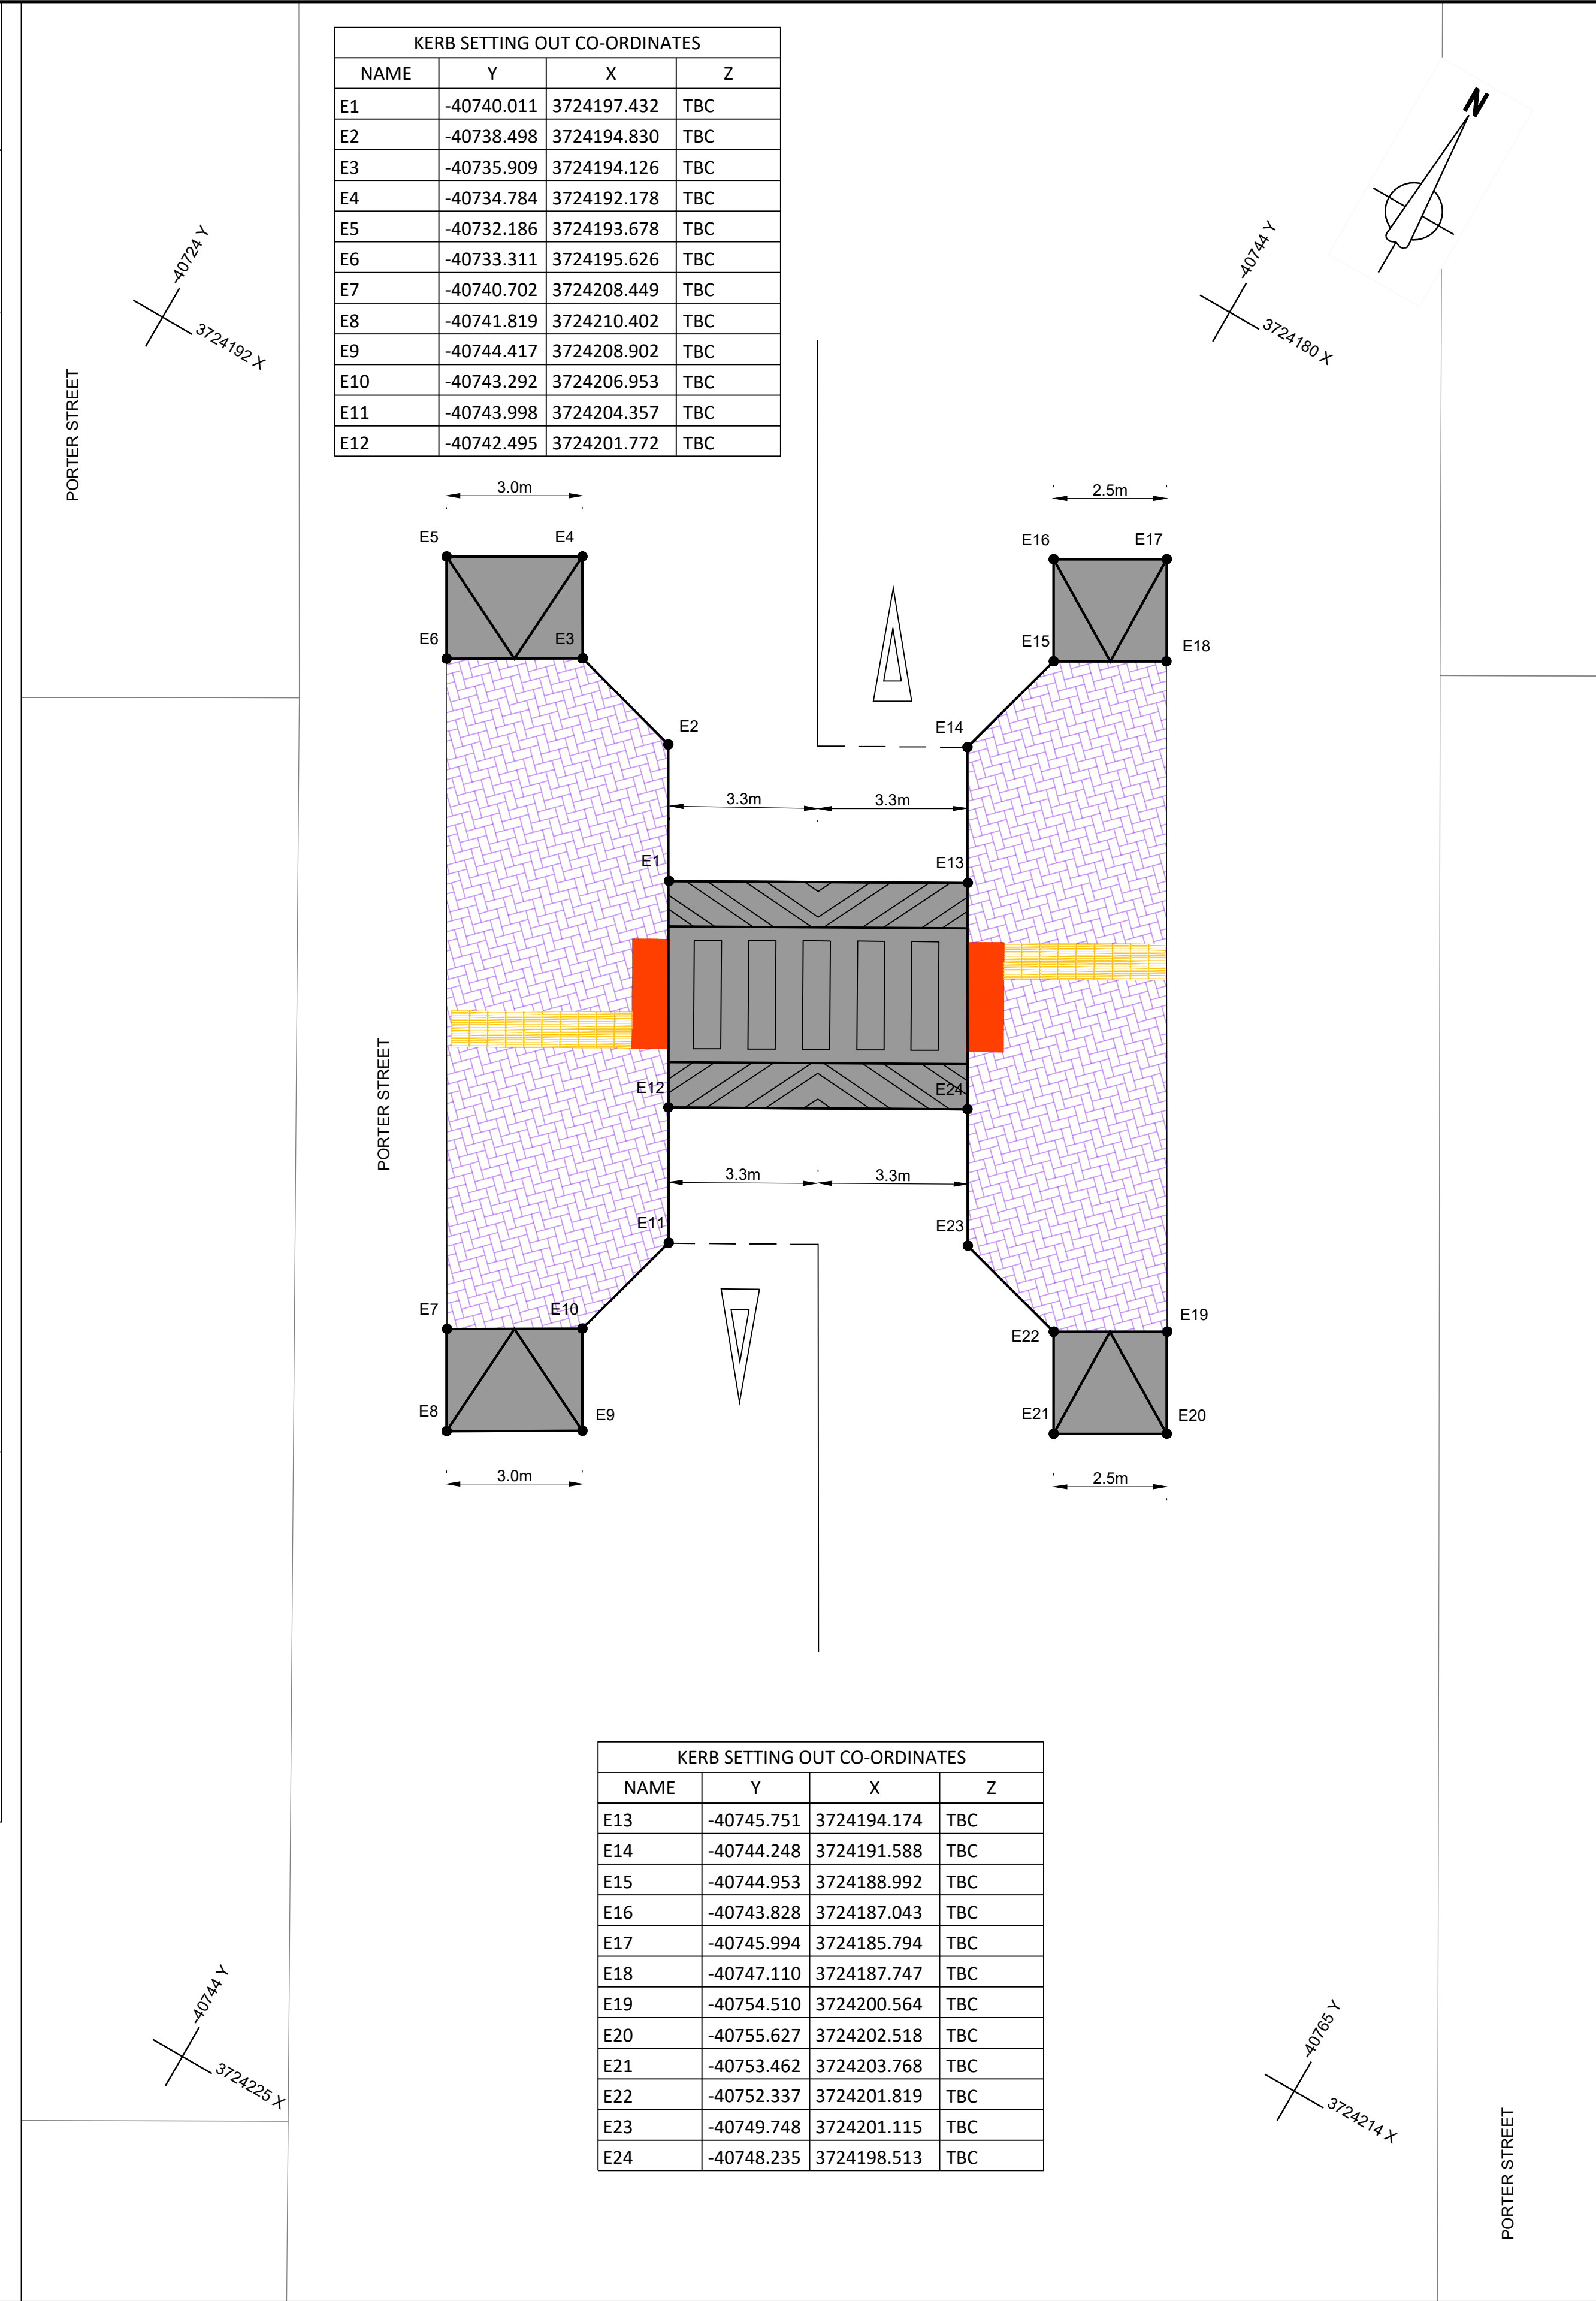 KERB SETTING OUT CO-ORDINATES
NAME Y X Z
E1 -40740.011 3724197.432 TBC
E2 -40738.498 3724194.830 TBC
E3 -40735.909 3724194.126 TBC
E4 -40734.784 3724192.178 TBC
E5 -40732.186 3724193.678 TBC
E6 -40733.311 3724195.626 TBC
E7 -40740.702 3724208.449 TBC
E8 -40741.819 3724210.402 TBC
E9 -40744.417 3724208.902 TBC
E10 -40743.292 3724206.953 TBC
E11 -40743.998 3724204.357 TBC
E12 -40742.495 3724201.772 TBC
N
-40724 Y
3724192 X
-40744 Y
3724180 X
PORTER STREET
3.0m
2.5m
E5 E4
E16 E17
E6 E3
E15 E18
E2
E14
3.3m 3.3m
E1
E13
E12
E24
PORTER STREET
3.3m 3.3m
E11
E23
E7 E10
E22 E19
E8 E9
E21 E20
3.0m
2.5m
KERB SETTING OUT CO-ORDINATES
NAME Y X Z
E13 -40745.751 3724194.174 TBC
E14 -40744.248 3724191.588 TBC
E15 -40744.953 3724188.992 TBC
E16 -40743.828 3724187.043 TBC
E17 -40745.994 3724185.794 TBC
E18 -40747.110 3724187.747 TBC
E19 -40754.510 3724200.564 TBC
E20 -40755.627 3724202.518 TBC
E21 -40753.462 3724203.768 TBC
E22 -40752.337 3724201.819 TBC
E23 -40749.748 3724201.115 TBC
E24 -40748.235 3724198.513 TBC
-40744 Y
3724225 X
-40765 Y
3724214 X
PORTER STREET